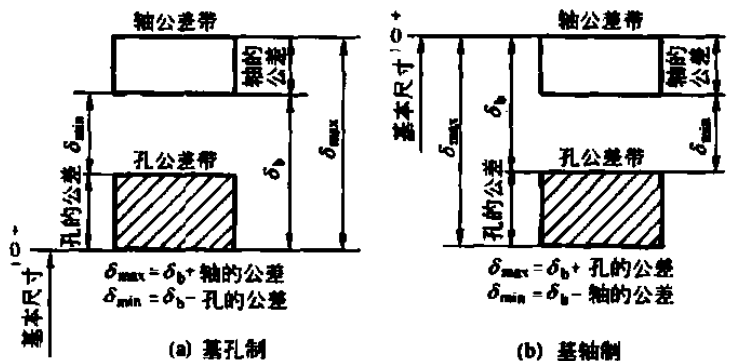 轴公差带
轴的公差
δmin
δb
δmax
孔公差带
孔的公差
+
0
-
基本尺寸
δmax=δb+轴的公差
δmin=δb-孔的公差
(a) 基孔制
轴公差带
+
0
-
轴的公差
基本尺寸
δmax
δb
δmin
孔公差带
孔的公差
δmax=δb+孔的公差
δmin=δb-轴的公差
(b) 基轴制